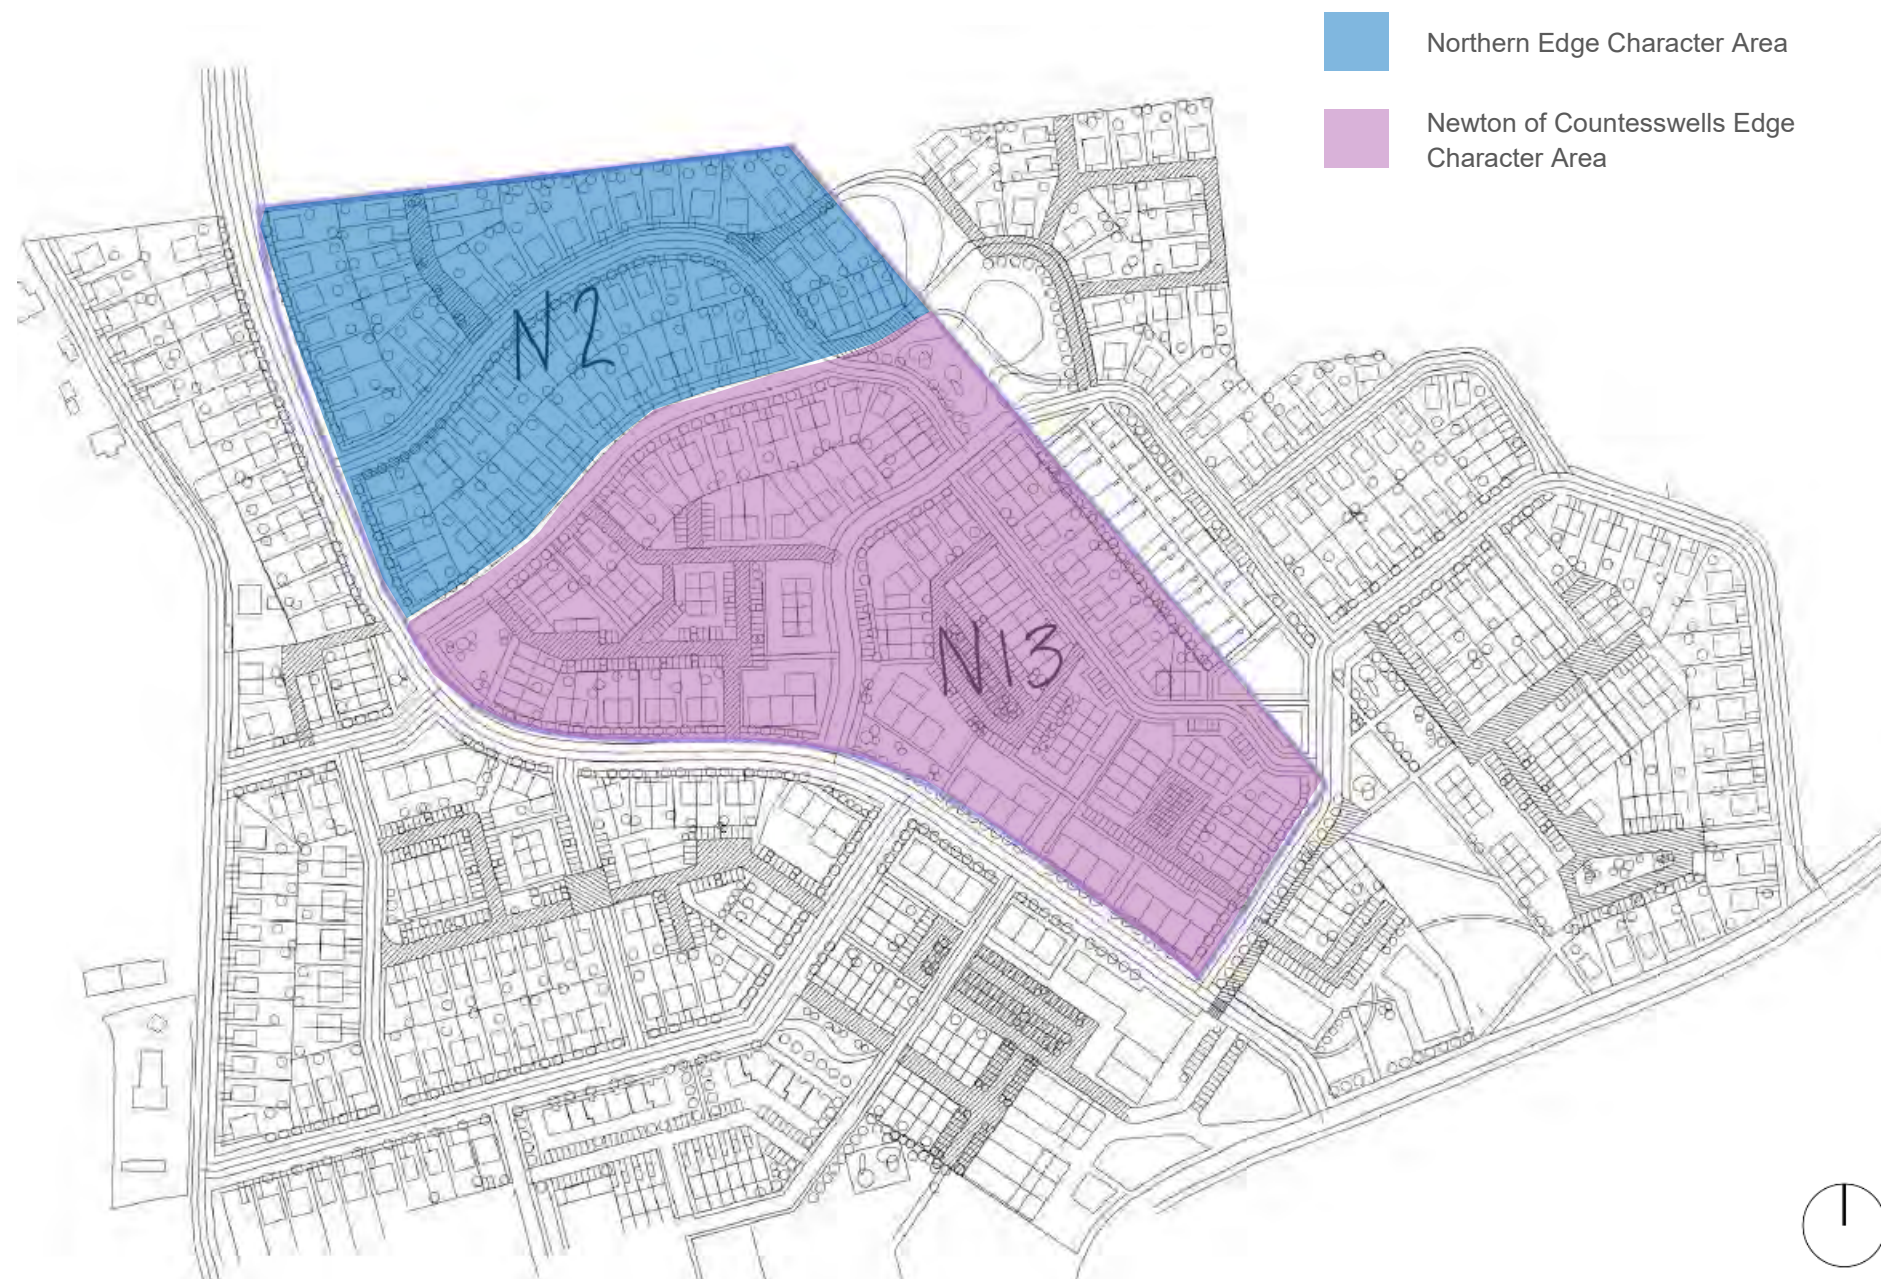 Northern Edge Character Area
Newton of Countesswells Edge
Character Area
N2
N13